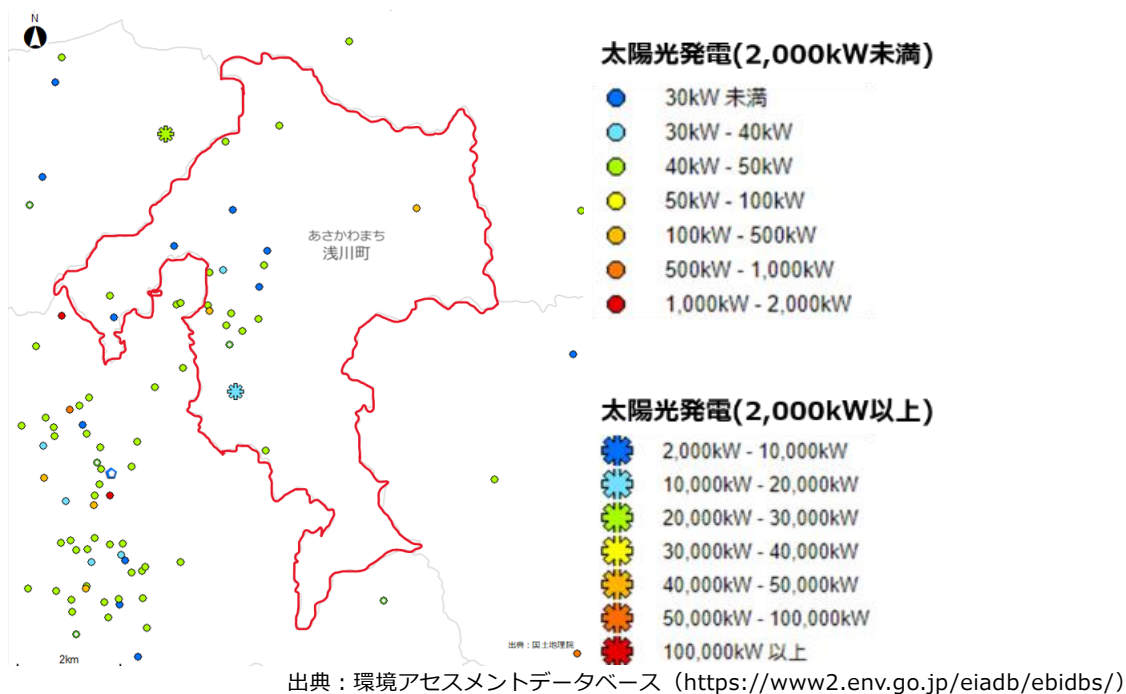 N
あさかわまち
浅川町
出典：国土地理院
2km
太陽光発電(2,000kW未満)
30kW 未満
30kW - 40kW
40kW - 50kW
50kW - 100kW
100kW - 500kW
500kW - 1,000kW
1,000kW - 2,000kW
太陽光発電(2,000kW以上)
2,000kW - 10,000kW
10,000kW - 20,000kW
20,000kW - 30,000kW
30,000kW - 40,000kW
40,000kW - 50,000kW
50,000kW - 100,000kW
100,000kW 以上
出典：環境アセスメントデータベース（https://www2.env.go.jp/eiadb/ebidbs/）